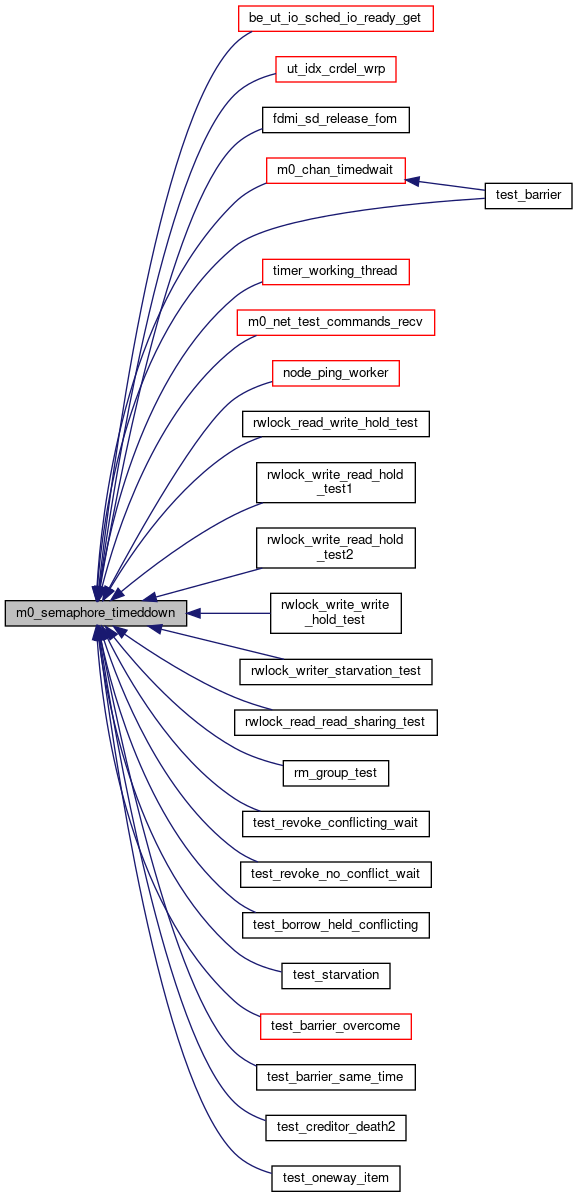 be_ut_io_sched_io_ready_get
ut_idx_crdel_wrp
fdmi_sd_release_fom
m0_chan_timedwait
test_barrier
timer_working_thread
m0_net_test_commands_recv
node_ping_worker
rwlock_read_write_hold_test
rwlock_write_read_hold
_test1
rwlock_write_read_hold
_test2
rwlock_write_write
_hold_test
m0_semaphore_timeddown
rwlock_writer_starvation_test
rwlock_read_read_sharing_test
rm_group_test
test_revoke_conflicting_wait
test_revoke_no_conflict_wait
test_borrow_held_conflicting
test_starvation
test_barrier_overcome
test_barrier_same_time
test_creditor_death2
test_oneway_item